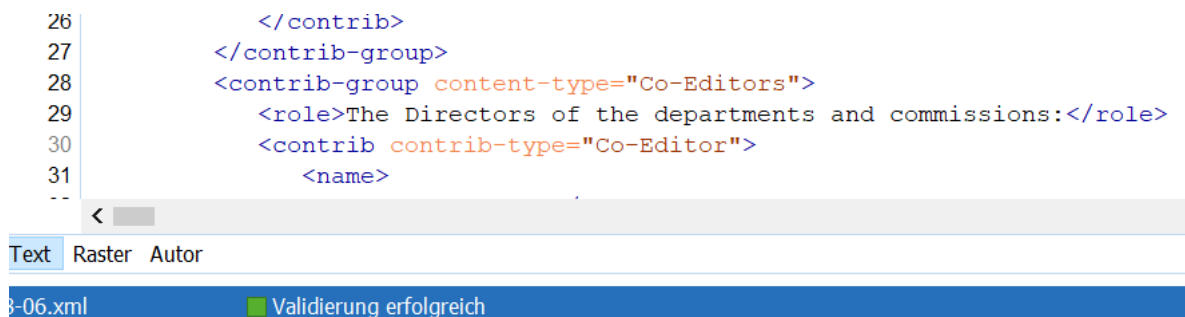 26 </contrib>
27 </contrib-group>
28 <contrib-group content-type="Co-Editors">
29 <role>The Directors of the departments and commissions:</role>
30 <contrib contrib-type="Co-Editor">
31 <name>
Text Raster Autor
3-06.xml Validierung erfolgreich